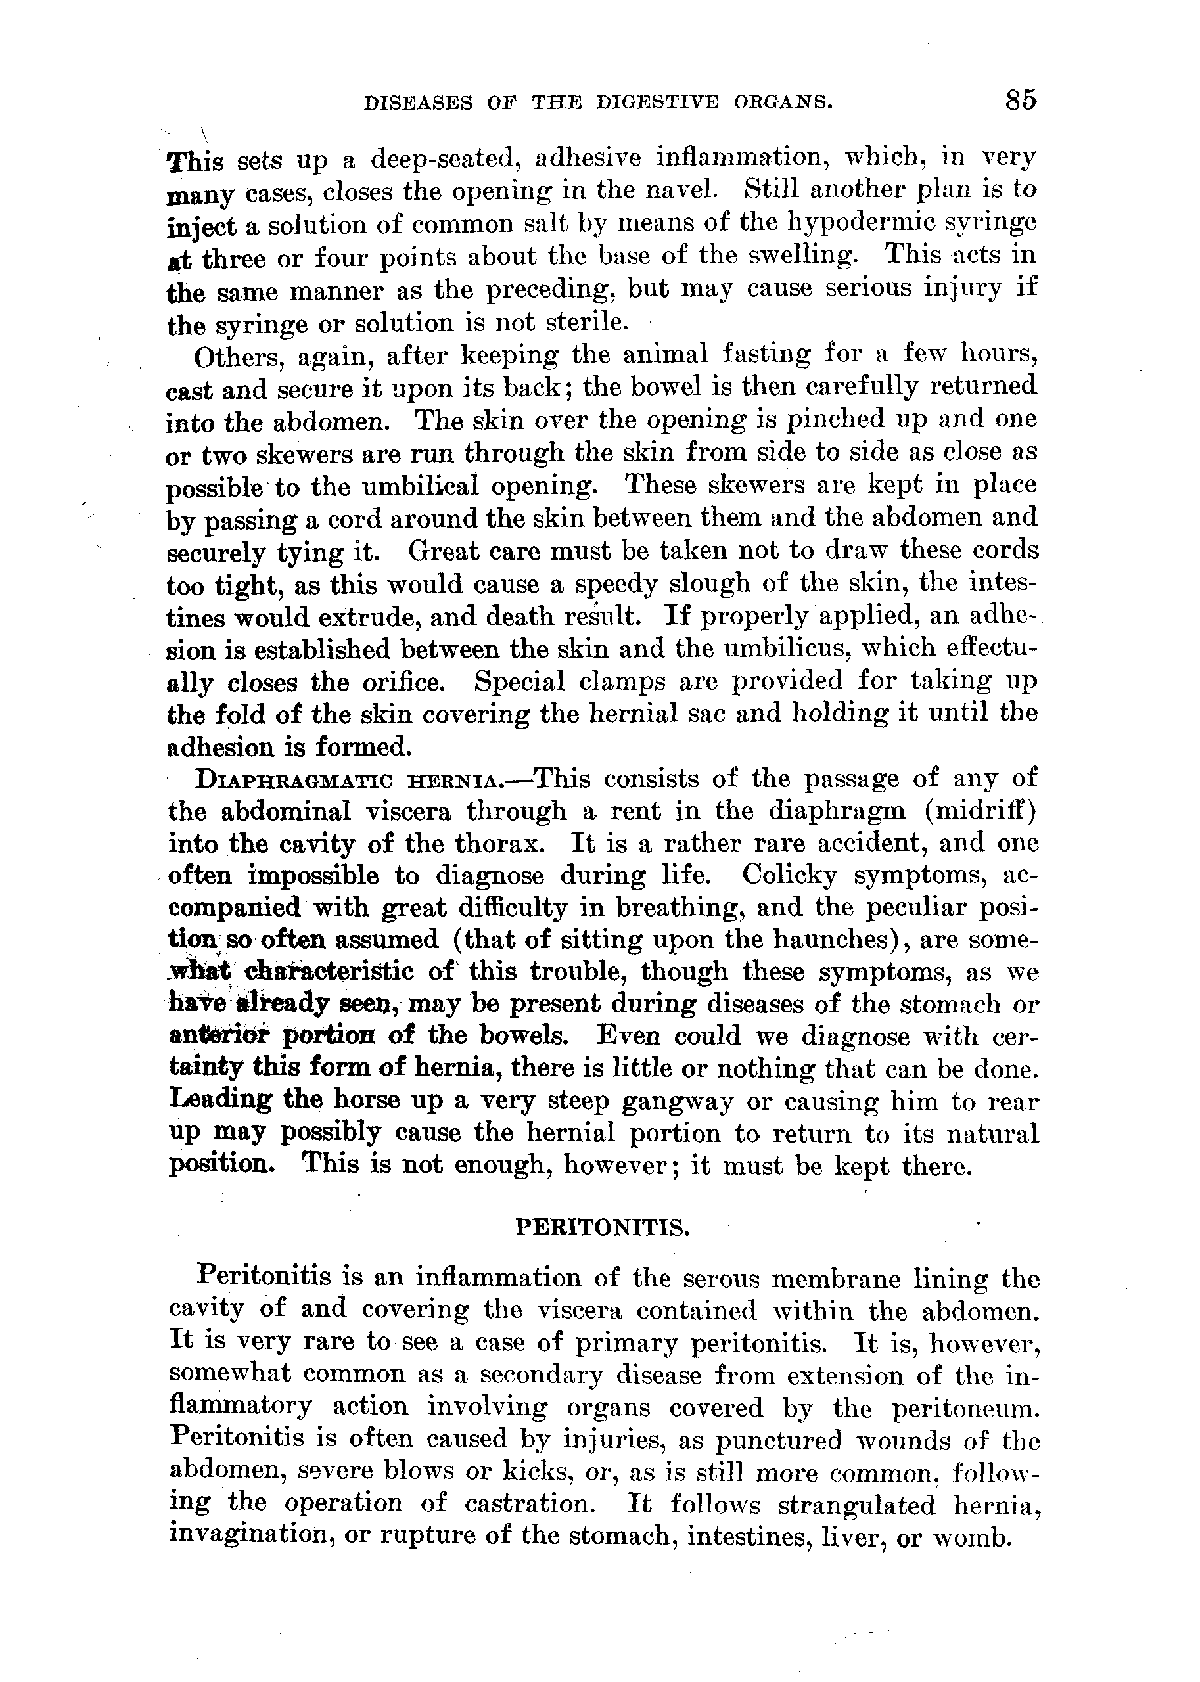 DISEASES OF THE DIGESTIVE ORGANS. 85
This sets up a deep-seated, adhesive inflammation, which, in very
many cases, closes the opening in the navel. Still another plan is to
inject a solution of common salt by means of the hypodermic syringe
at three or four points about the base of the swelling. This acts in
the same manner as the preceding, but may cause serious injury if
the syringe or solution is not sterile.
Others, again, after keeping the animal fasting for a few hours,
cast and secure it upon its back; the bowel is then carefully returned
into the abdomen. The skin over the opening is pinched up and one
or two skewers are run through the skin from side to side as close as
possible to the umbilical opening. These skewers are kept in place
by passing a cord around the skin between them and the abdomen and
securely tying it. Great care must be taken not to draw these cords
too tight, as this would cause a speedy slough of the skin, the intes-
tines would extrude, and death result. If properly applied, an adhe-
sion is established between the skin and the umbilicus, which effectu-
ally closes the orifice. Special clamps are provided for taking up
the fold of the skin covering the hernial sac and holding it until the
adhesion is formed.
DIAPHRAGMATIC HERNIA.—This consists of the passage of any of
the abdominal viscera through a rent in the diaphragm (midriff)
into the cavity of the thorax. It is a rather rare accident, and one
often impossible to diagnose during life. Colicky symptoms, ac-
companied with great difficulty in breathing, and the peculiar posi-
tion so often assumed (that of sitting upon the haunches), are some-
what characteristic of this trouble, though these symptoms, as we
have already seen, may be present during diseases of the stomach or
anterior portion of the bowels. Even could we diagnose with cer-
tainty this form of hernia, there is little or nothing that can be done.
Leading the horse up a very steep gangway or causing him to rear
up may possibly cause the hernial portion to return to its natural
position. This is not enough, however; it must be kept there.
PERITONITIS.
Peritonitis is an inflammation of the serous membrane lining the
cavity of and covering the viscera contained within the abdomen.
It is very rare to see a case of primary peritonitis. It is, however,
somewhat common as a secondary disease from extension of the in-
flammatory action involving organs covered by the peritoneum.
Peritonitis is often caused by injuries, as punctured wounds of the
abdomen, severe blows or kicks, or, as is still more common, follow-
ing the operation of castration. It follows strangulated hernia,
invagination, or rupture of the stomach, intestines, liver, or womb.